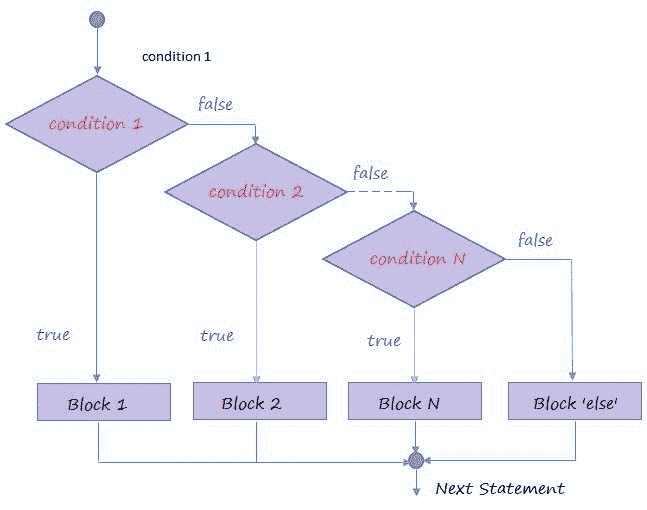 condition 1
condition 1
false
condition 2
false
condition N
false
true
true
true
Block 1
Block 2
Block N
Block 'else'
Next Statement